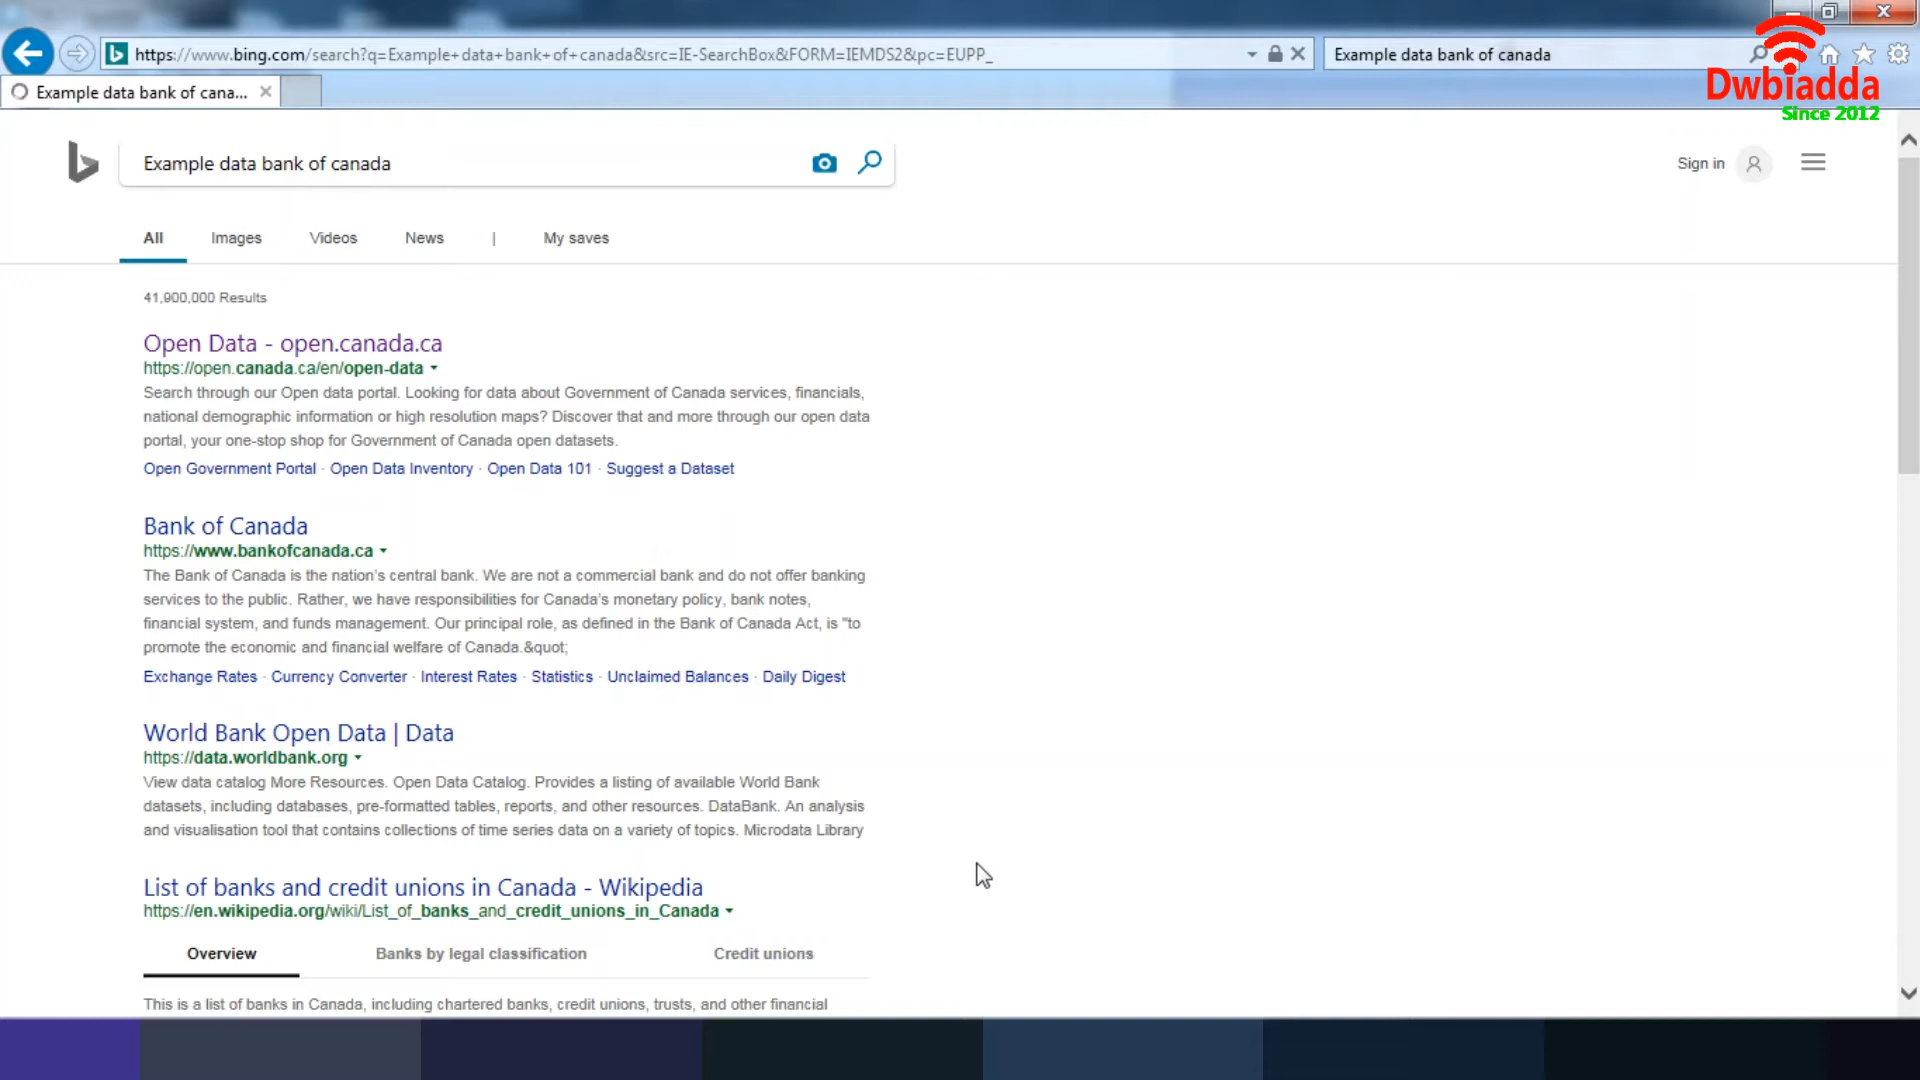 https://www.bing.com/search?q=Example+data+bank+of+canada&src=IE-SearchBox&FORM=IEMDS2&pc=EUPP_
Example data bank of canada
Dwbiadda
Since 2012
Example data bank of cana...
Example data bank of canada
Sign in
All Images Videos News | My saves
41,900,000 Results
Open Data - open.canada.ca
https://open.canada.ca/en/open-data
Search through our Open data portal. Looking for data about Government of Canada services, financials,
national demographic information or high resolution maps? Discover that and more through our open data
portal, your one-stop shop for Government of Canada open datasets.
Open Government Portal · Open Data Inventory · Open Data 101 · Suggest a Dataset
Bank of Canada
https://www.bankofcanada.ca
The Bank of Canada is the nation's central bank. We are not a commercial bank and do not offer banking
services to the public. Rather, we have responsibilities for Canada's monetary policy, bank notes,
financial system, and funds management. Our principal role, as defined in the Bank of Canada Act, is "to
promote the economic and financial welfare of Canada.&quot;
Exchange Rates · Currency Converter · Interest Rates · Statistics · Unclaimed Balances · Daily Digest
World Bank Open Data | Data
https://data.worldbank.org
View data catalog More Resources. Open Data Catalog. Provides a listing of available World Bank
datasets, including databases, pre-formatted tables, reports, and other resources. DataBank. An analysis
and visualisation tool that contains collections of time series data on a variety of topics. Microdata Library
List of banks and credit unions in Canada - Wikipedia
https://en.wikipedia.org/wiki/List_of_banks_and_credit_unions_in_Canada
Overview Banks by legal classification Credit unions
This is a list of banks in Canada, including chartered banks, credit unions, trusts, and other financial